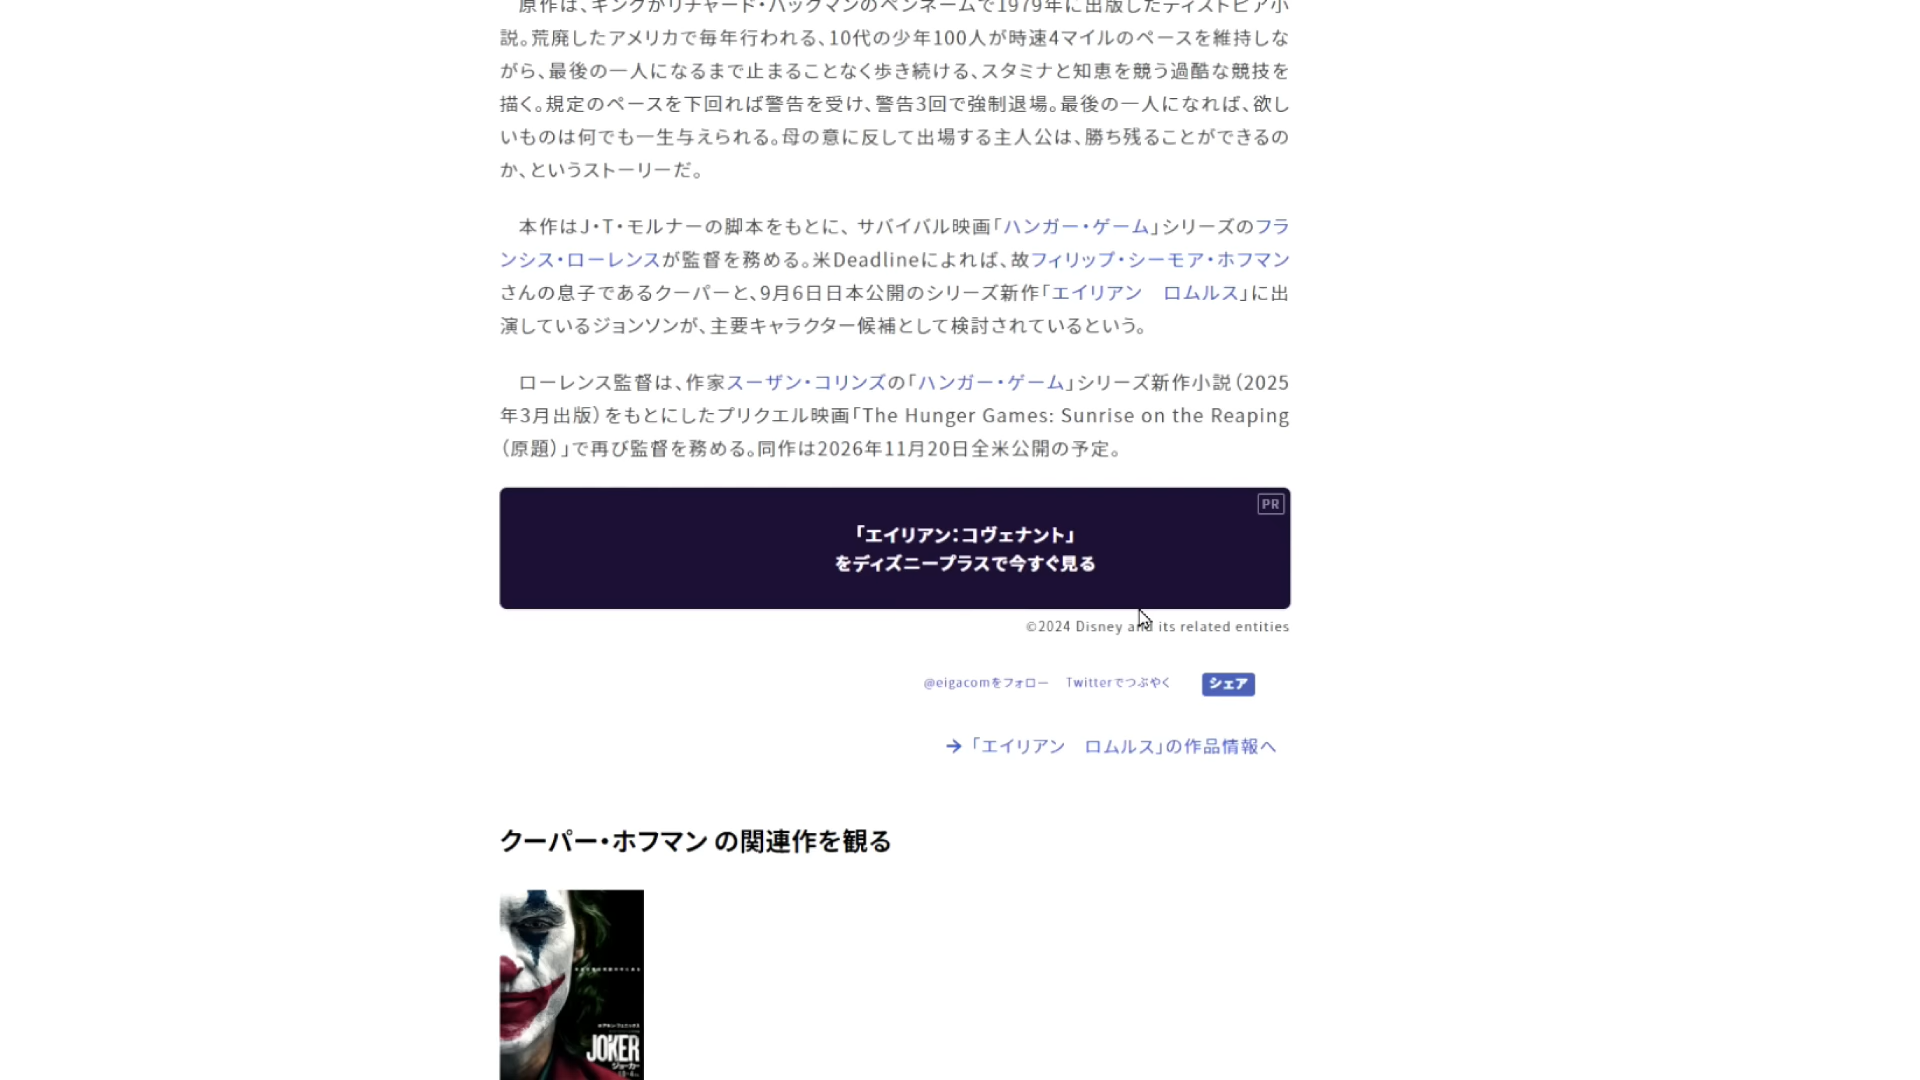 原作は、キングがリチャード・バックマンのペンネームで1979年に出版したディストピア小
説。荒廃したアメリカで毎年行われる、10代の少年100人が時速4マイルのペースを維持しな
がら、最後の一人になるまで止まることなく歩き続ける、スタミナと知恵を競う過酷な競技を
描く。規定のペースを下回れば警告を受け、警告3回で強制退場。最後の一人になれば、欲し
いものは何でも一生与えられる。母の意に反して出場する主人公は、勝ち残ることができるの
か、というストーリーだ。
本作はJ・T・モルナーの脚本をもとに、 サバイバル映画「ハンガー・ゲーム」シリーズのフラ
ンシス・ローレンスが監督を務める。米Deadlineによれば、故フィリップ・シーモア・ホフマン
さんの息子であるクーパーと、9月6日日本公開のシリーズ新作「エイリアン　ロムルス」に出
演しているジョンソンが、主要キャラクター候補として検討されているという。
ローレンス監督は、作家スーザン・コリンズの「ハンガー・ゲーム」シリーズ新作小説（2025
年3月出版）をもとにしたプリクエル映画「The Hunger Games: Sunrise on the Reaping
（原題）」で再び監督を務める。同作は2026年11月20日全米公開の予定。
PR
「エイリアン：コヴェナント」
をディズニープラスで今すぐ見る
©2024 Disney and its related entities
@eigacomをフォロー Twitterでつぶやく シェア
→「エイリアン　ロムルス」の作品情報へ
クーパー・ホフマン の関連作を観る
JOKER
ジョーカー